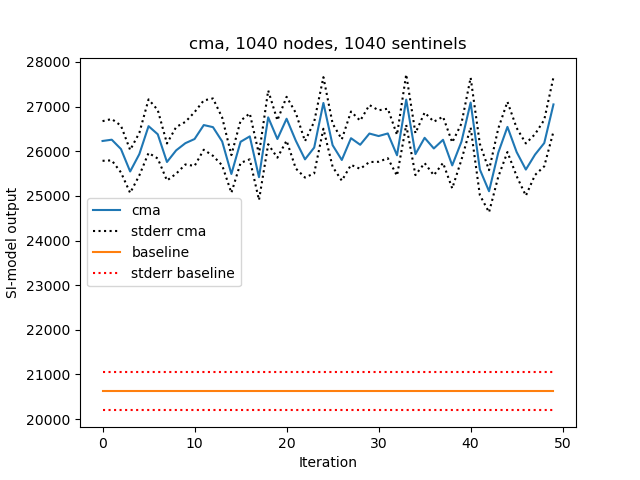 cma, 1040 nodes, 1040 sentinels
28000
27000
26000
25000
24000
23000
22000
21000
20000
SI-model output
cma
stderr cma
baseline
stderr baseline
0 10 20 30 40 50
Iteration